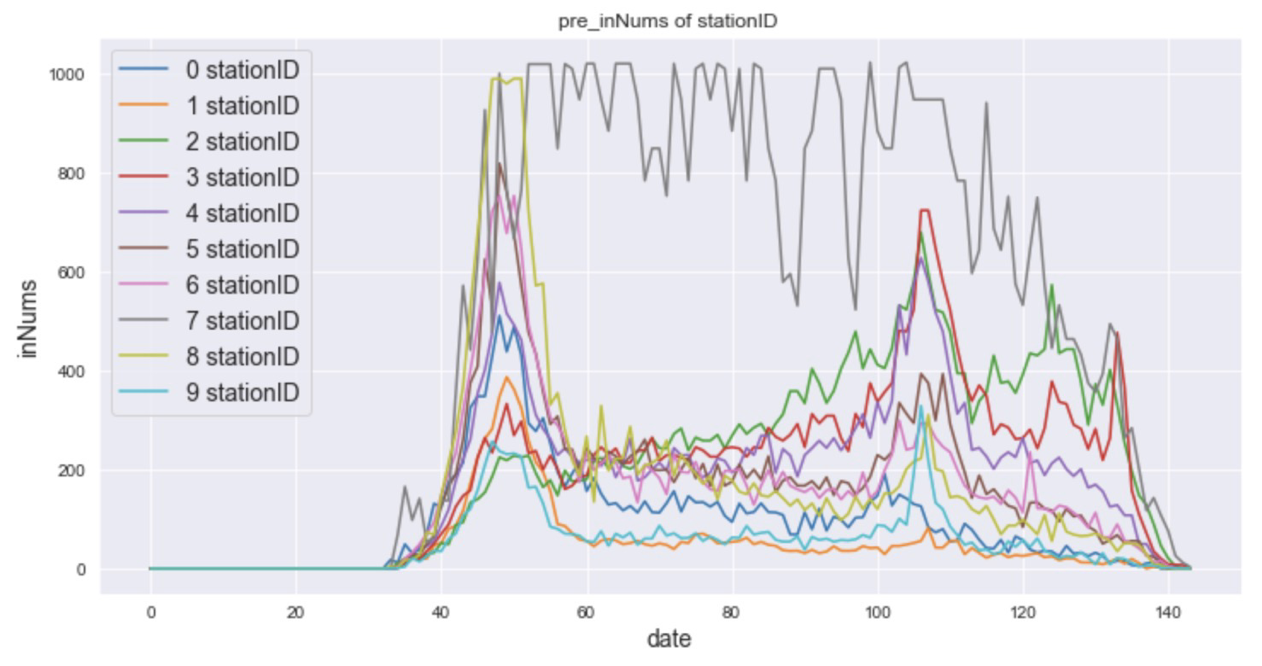 pre_inNums of stationID
1000
800
600
400
200
0
inNums
0 stationID
1 stationID
2 stationID
3 stationID
4 stationID
5 stationID
6 stationID
7 stationID
8 stationID
9 stationID
0 20 40 60 80 100 120 140
date